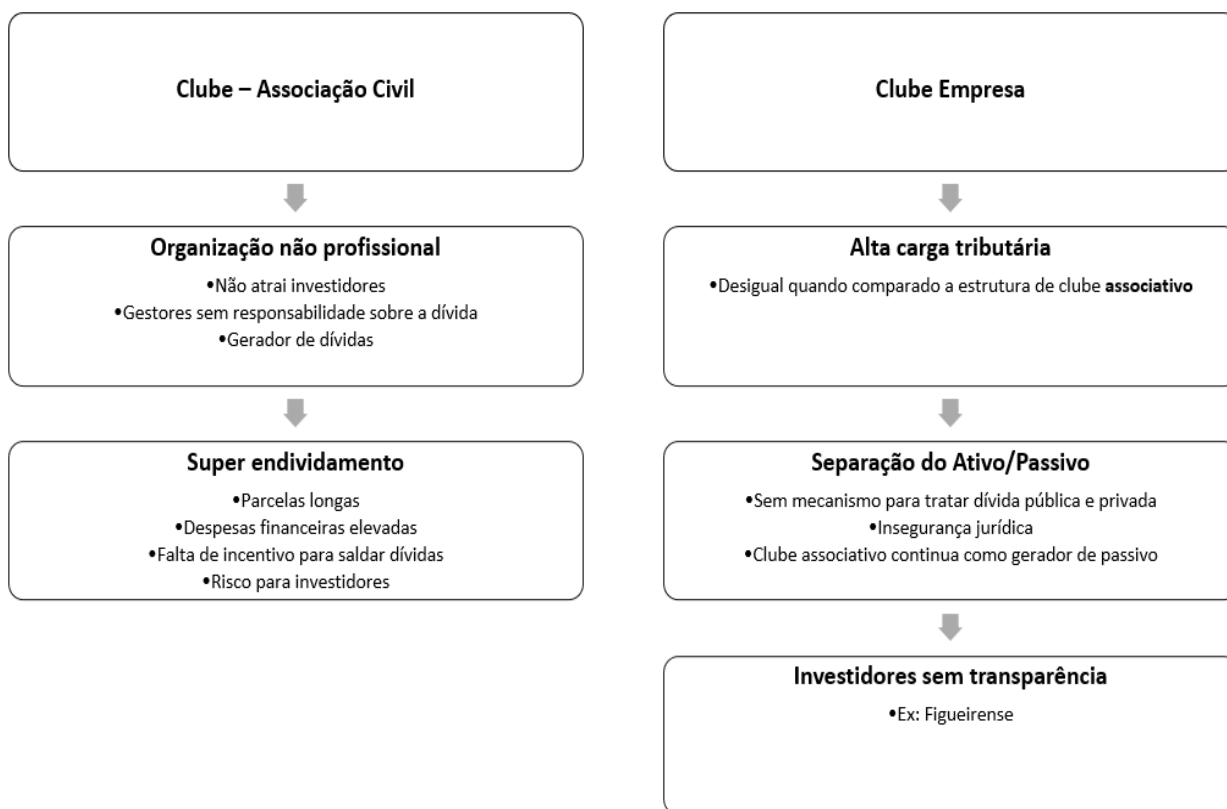 Clube – Associação Civil
Organização não profissional
•Não atrai investidores
•Gestores sem responsabilidade sobre a dívida
•Gerador de dívidas
Super endividamento
•Parcelas longas
•Despesas financeiras elevadas
•Falta de incentivo para saldar dívidas
•Risco para investidores
Clube Empresa
Alta carga tributária
•Desigual quando comparado a estrutura de clube associativo
Separação do Ativo/Passivo
•Sem mecanismo para tratar dívida pública e privada
•Insegurança jurídica
•Clube associativo continua como gerador de passivo
Investidores sem transparência
•Ex: Figueirense